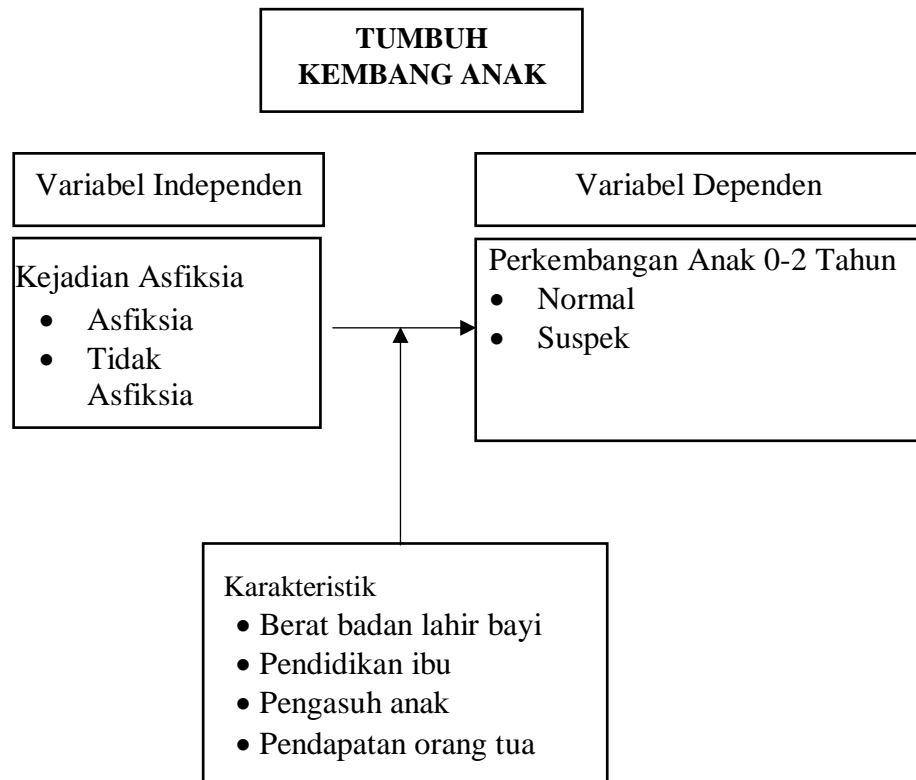 TUMBUH
KEMBANG ANAK
Variabel Independen
Variabel Dependen
Kejadian Asfiksia
• Asfiksia
• Tidak
Asfiksia
Perkembangan Anak 0-2 Tahun
• Normal
• Suspek
Karakteristik
• Berat badan lahir bayi
• Pendidikan ibu
• Pengasuh anak
• Pendapatan orang tua